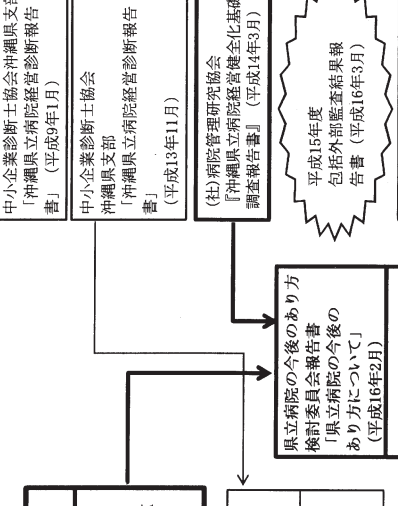 中小企業診断士協会沖縄県支部
「沖縄県立病院経営診断報告
書」（平成9年1月）
中小企業診断士協会
沖縄県支部
「沖縄県立病院経営診断報告
書」
（平成13年11月）
（社）病院管理研究協会
『沖縄県立病院経営健全化基礎
調査報告書』（平成14年3月）
平成15年度
包括外部監査結果報
告書（平成16年3月）
県立病院の今後のあり方
検討委員会報告書
「県立病院の今後の
あり方について」
（平成16年2月）